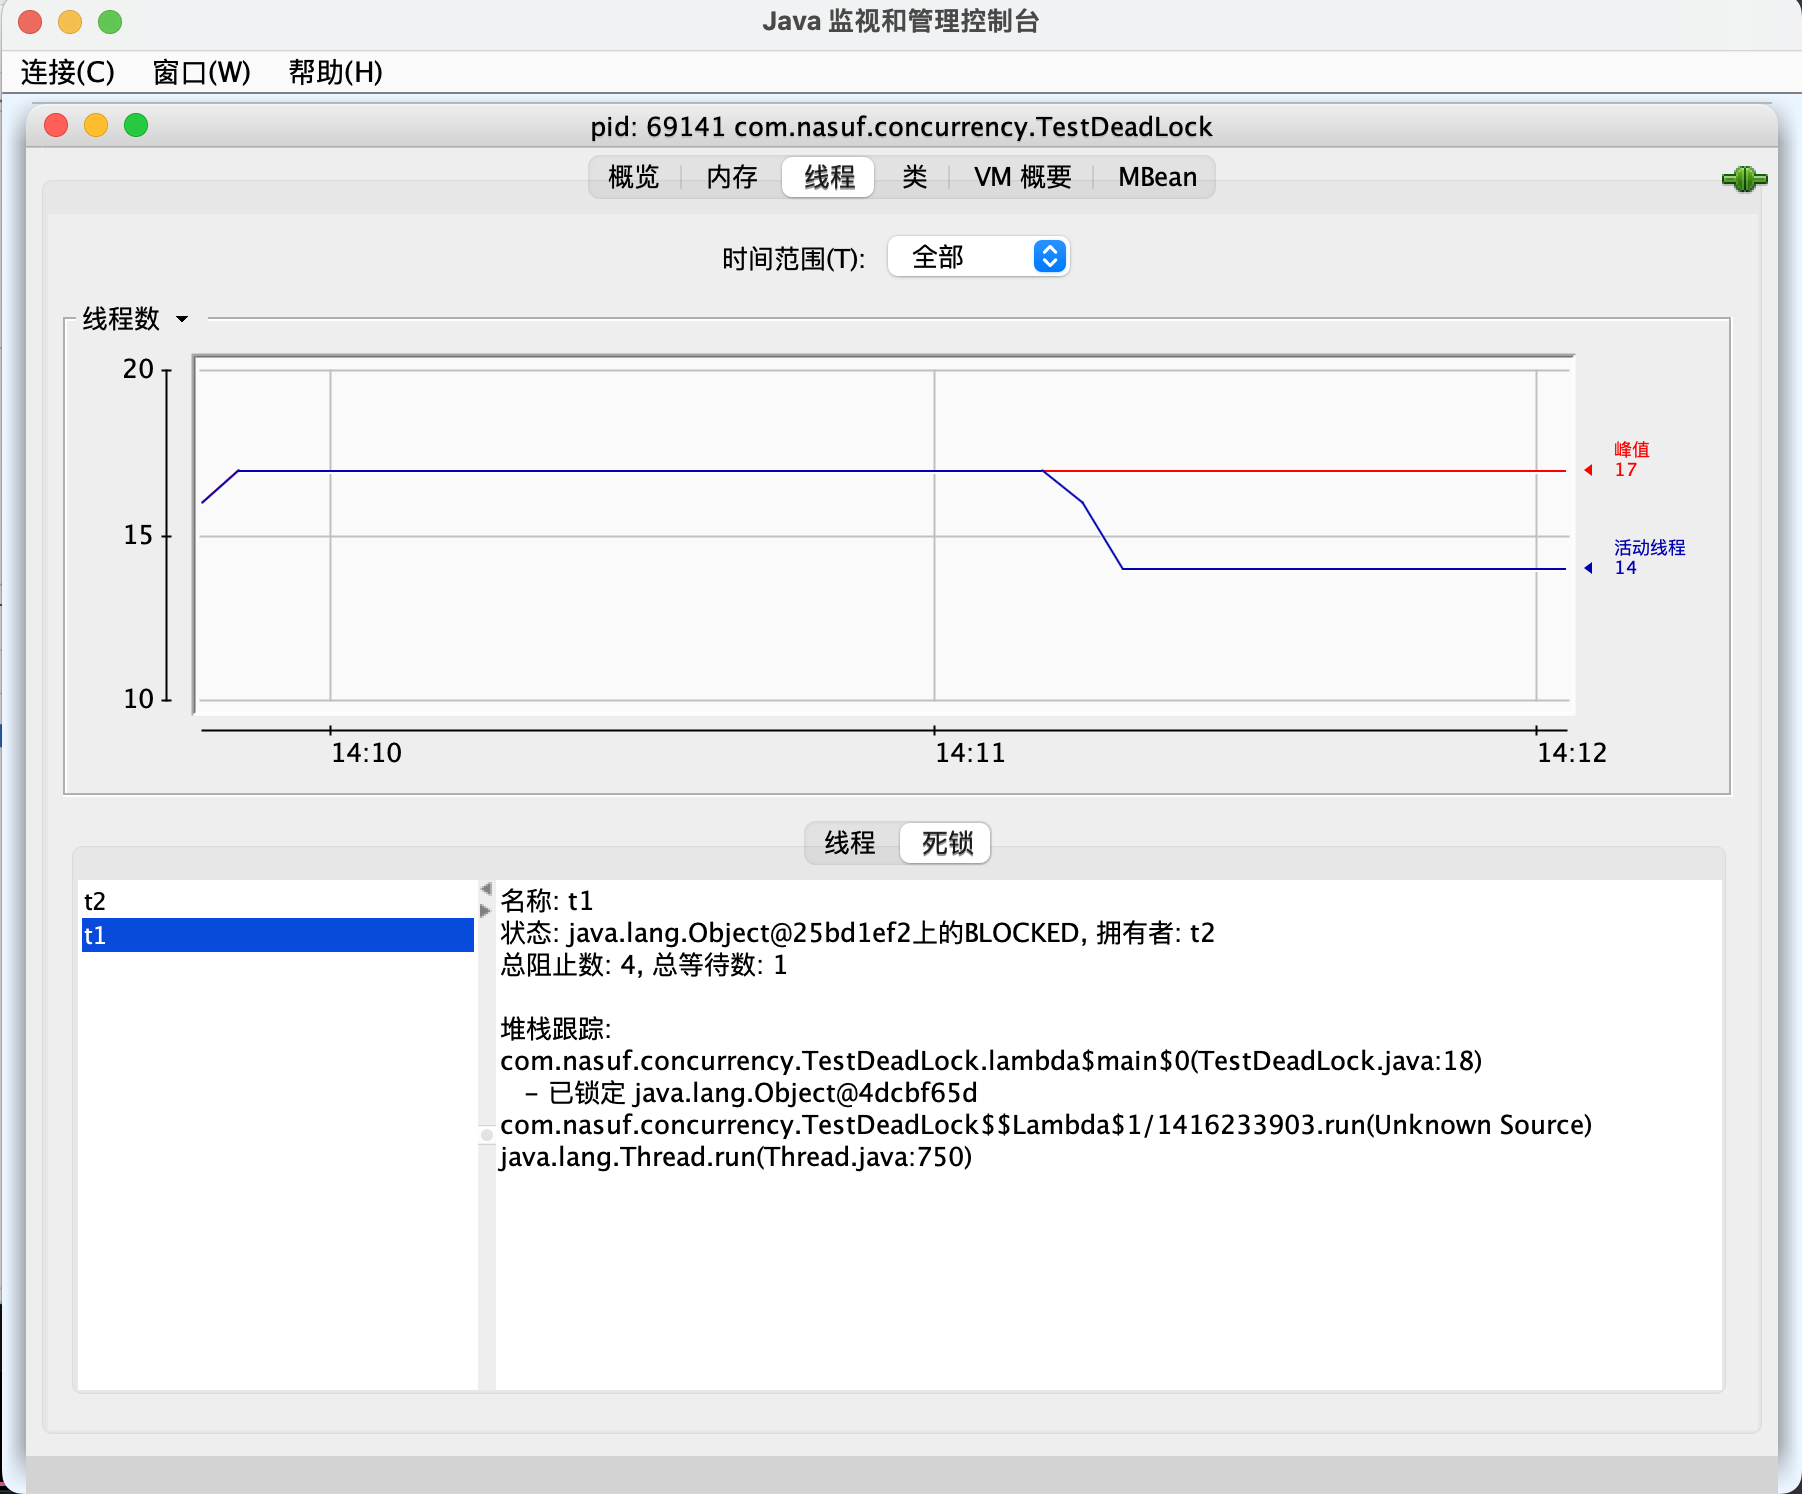 Java 监视和管理控制台
连接(C) 窗口(W) 帮助(H)
pid: 69141 com.nasuf.concurrency.TestDeadLock
概览 内存 线程 类 VM 概要 MBean
时间范围(T): 全部
线程数
20
15
10
峰值
17
活动线程
14
14:10 14:11 14:12
线程 死锁
t2
t1
名称: t1
状态: java.lang.Object@25bd1ef2上的BLOCKED, 拥有者: t2
总阻止数: 4, 总等待数: 1
堆栈跟踪:
com.nasuf.concurrency.TestDeadLock.lambda$main$0(TestDeadLock.java:18)
– 已锁定 java.lang.Object@4dcbf65d
com.nasuf.concurrency.TestDeadLock$$Lambda$1/1416233903.run(Unknown Source)
java.lang.Thread.run(Thread.java:750)